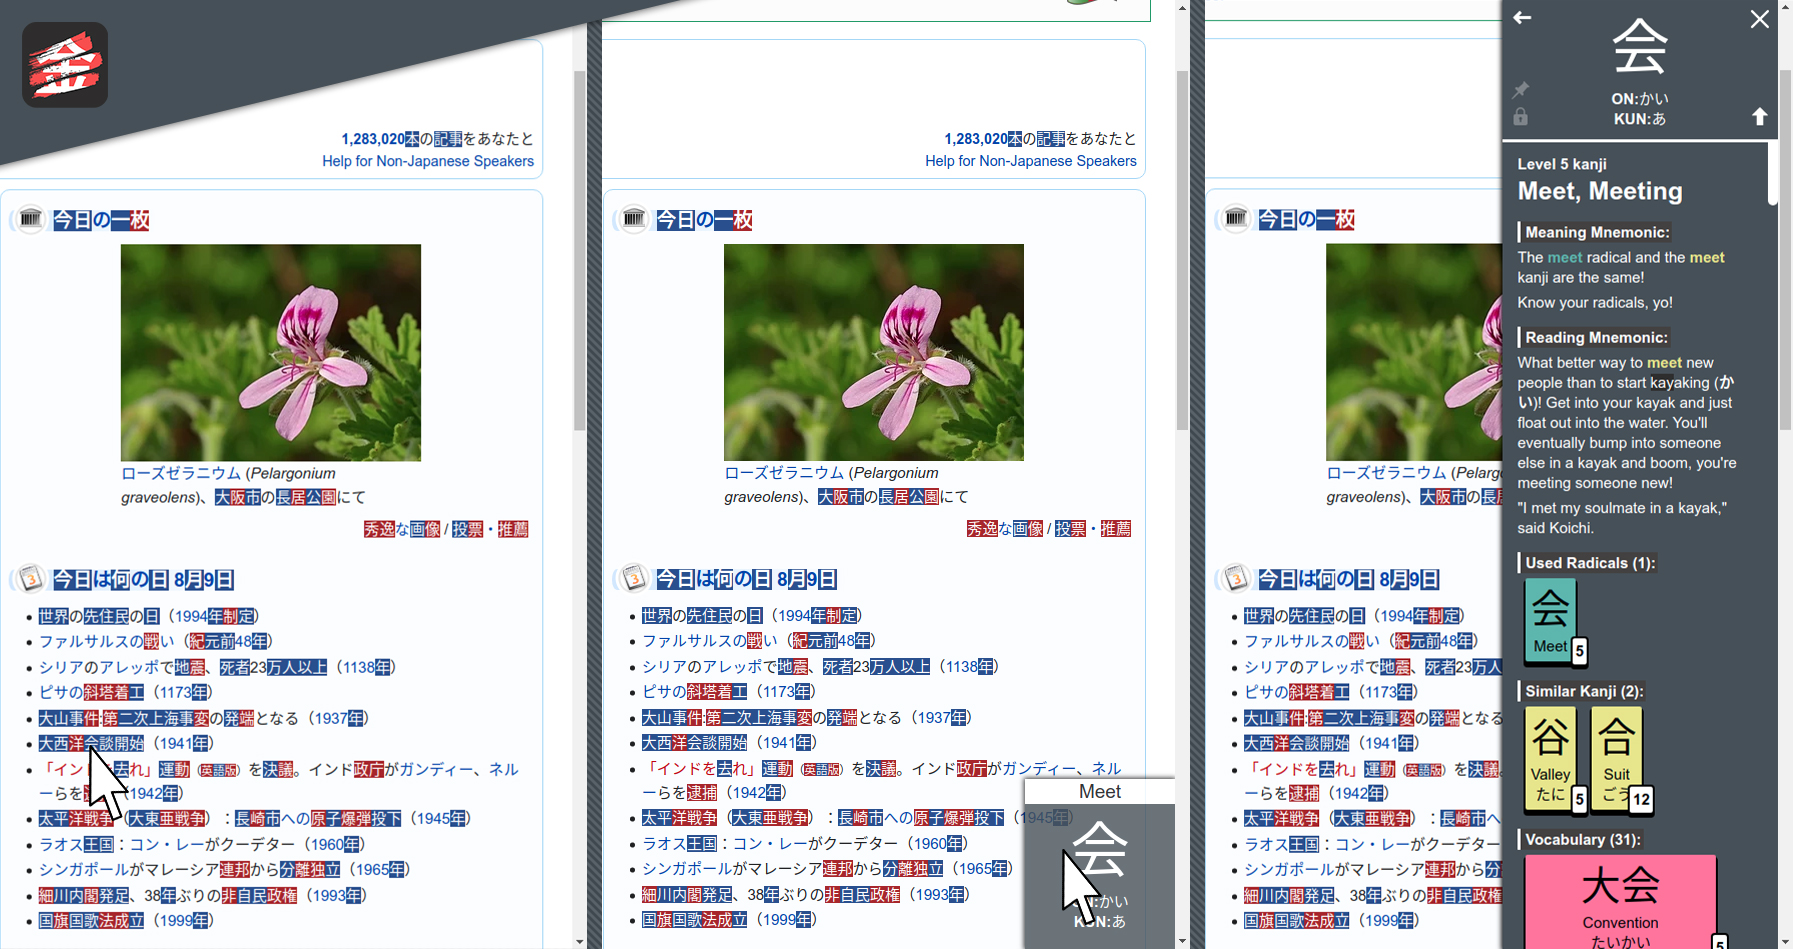 1,283,020本の記事をあなたと
Help for Non-Japanese Speakers
今日の一枚
ローズゼラニウム (Pelargonium
graveolens)、大阪市の長居公園にて
秀逸な画像 / 投票・推薦
今日は何の日 8月9日
世界の先住民の日（1994年制定）
ファルサルスの戦い（紀元前48年）
シリアのアレッポで地震、死者23万人以上（1138年）
ピサの斜塔着工（1173年）
大山事件:第二次上海事変の発端となる（1937年）
大西洋会談開始（1941年）
「インド
去れ」運動（英語版）を決議。インド政庁がガンディー、ネル
ーらを
1942年）
太平洋戦争（大東亜戦争）：長崎市への原子爆弾投下（1945年）
ラオス王国：コン・レーがクーデター（1960年）
シンガポールがマレーシア連邦から分離独立（1965年）
細川内閣発足、38年ぶりの非自民政権（1993年）
国旗国歌法成立（1999年）
1,283,020本の記事をあなたと
Help for Non-Japanese Speakers
今日の一枚
ローズゼラニウム (Pelargonium
graveolens)、大阪市の長居公園にて
秀逸な画像 / 投票・推薦
今日は何の日 8月9日
世界の先住民の日（1994年制定）
ファルサルスの戦い（紀元前48年）
シリアのアレッポで地震、死者23万人以上（1138年）
ピサの斜塔着工（1173年）
大山事件:第二次上海事変の発端となる（1937年）
大西洋会談開始（1941年）
「インドを去れ」運動（英語版）を決議。インド政庁がガンディー、ネル
ーらを逮捕（1942年）
太平洋戦争（大東亜戦争）：長崎市への原子爆弾投下（1945年）
ラオス王国：コン・レーがクーデター（1960年）
シンガポールがマレーシア連邦から分離独立（1965年）
細川内閣発足、38年ぶりの非自民政権（1993年）
国旗国歌法成立（1999年）
Meet
会
:かい
KUN:あ
今日の一枚
ローズゼラニウム (Pelarg
graveolens)、大阪市の長
今日は何の日 8月9日
世界の先住民の日（1994年制定）
ファルサルスの戦い（紀元前48年）
シリアのアレッポで地震、死者23万人
ピサの斜塔着工（1173年）
大山事件:第二次上海事変の発端となる
大西洋会談開始（1941年）
「インドを去れ」運動（英語版）を決議。
ーらを逮捕（1942年）
太平洋戦争（大東亜戦争）：長崎市へ
ラオス王国：コン・レーがクーデター
シンガポールがマレーシア連邦から分
細川内閣発足、38年ぶりの非自民政権（1993年）
国旗国歌法成立（1999年）
会
ON:かい
KUN:あ
Level 5 kanji
Meet, Meeting
Meaning Mnemonic:
The meet radical and the meet
kanji are the same!
Know your radicals, yo!
Reading Mnemonic:
What better way to meet new
people than to start kayaking (か
い)! Get into your kayak and just
float out into the water. You'll
eventually bump into someone
else in a kayak and boom, you're
meeting someone new!
"I met my soulmate in a kayak,"
said Koichi.
Used Radicals (1):
会
Meet
5
Similar Kanji (2):
谷
Valley
たに
5
合
Suit
ごう
12
Vocabulary (31):
大会
Convention
たいかい
5